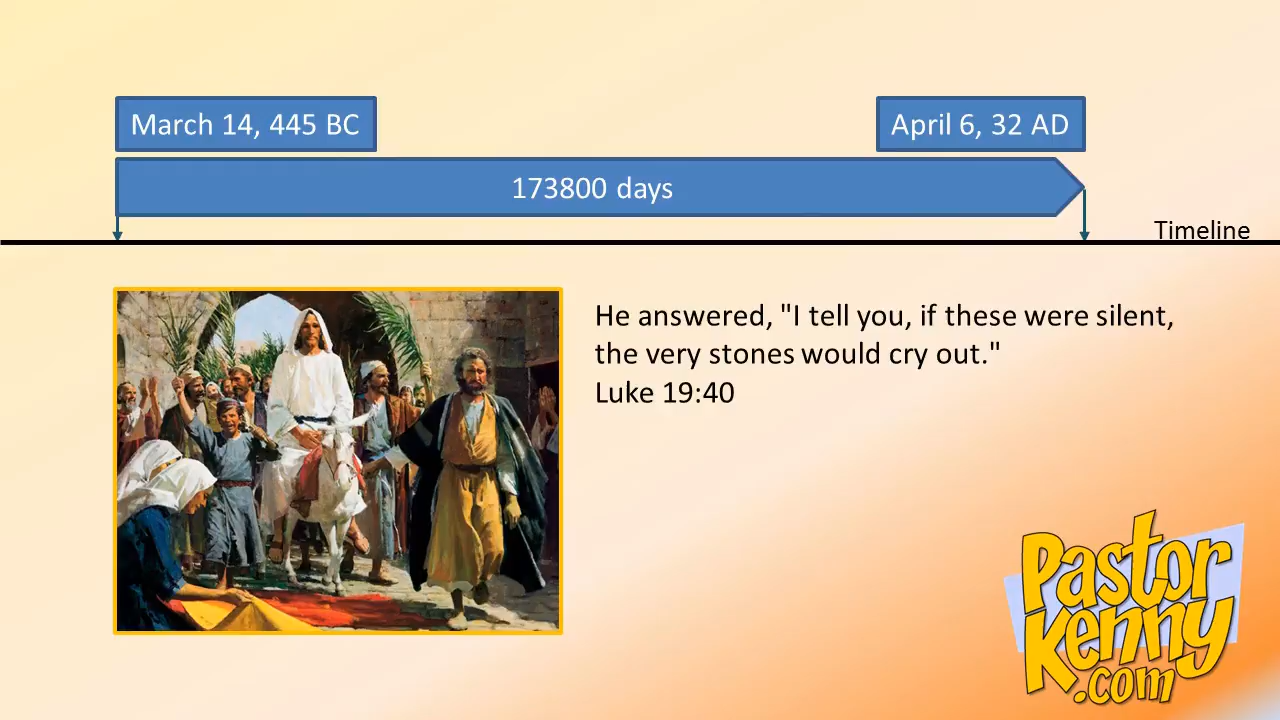 March 14, 445 BC
April 6, 32 AD
173800 days
Timeline
He answered, "I tell you, if these were silent,
the very stones would cry out."
Luke 19:40
Pastor
Kenny
.com